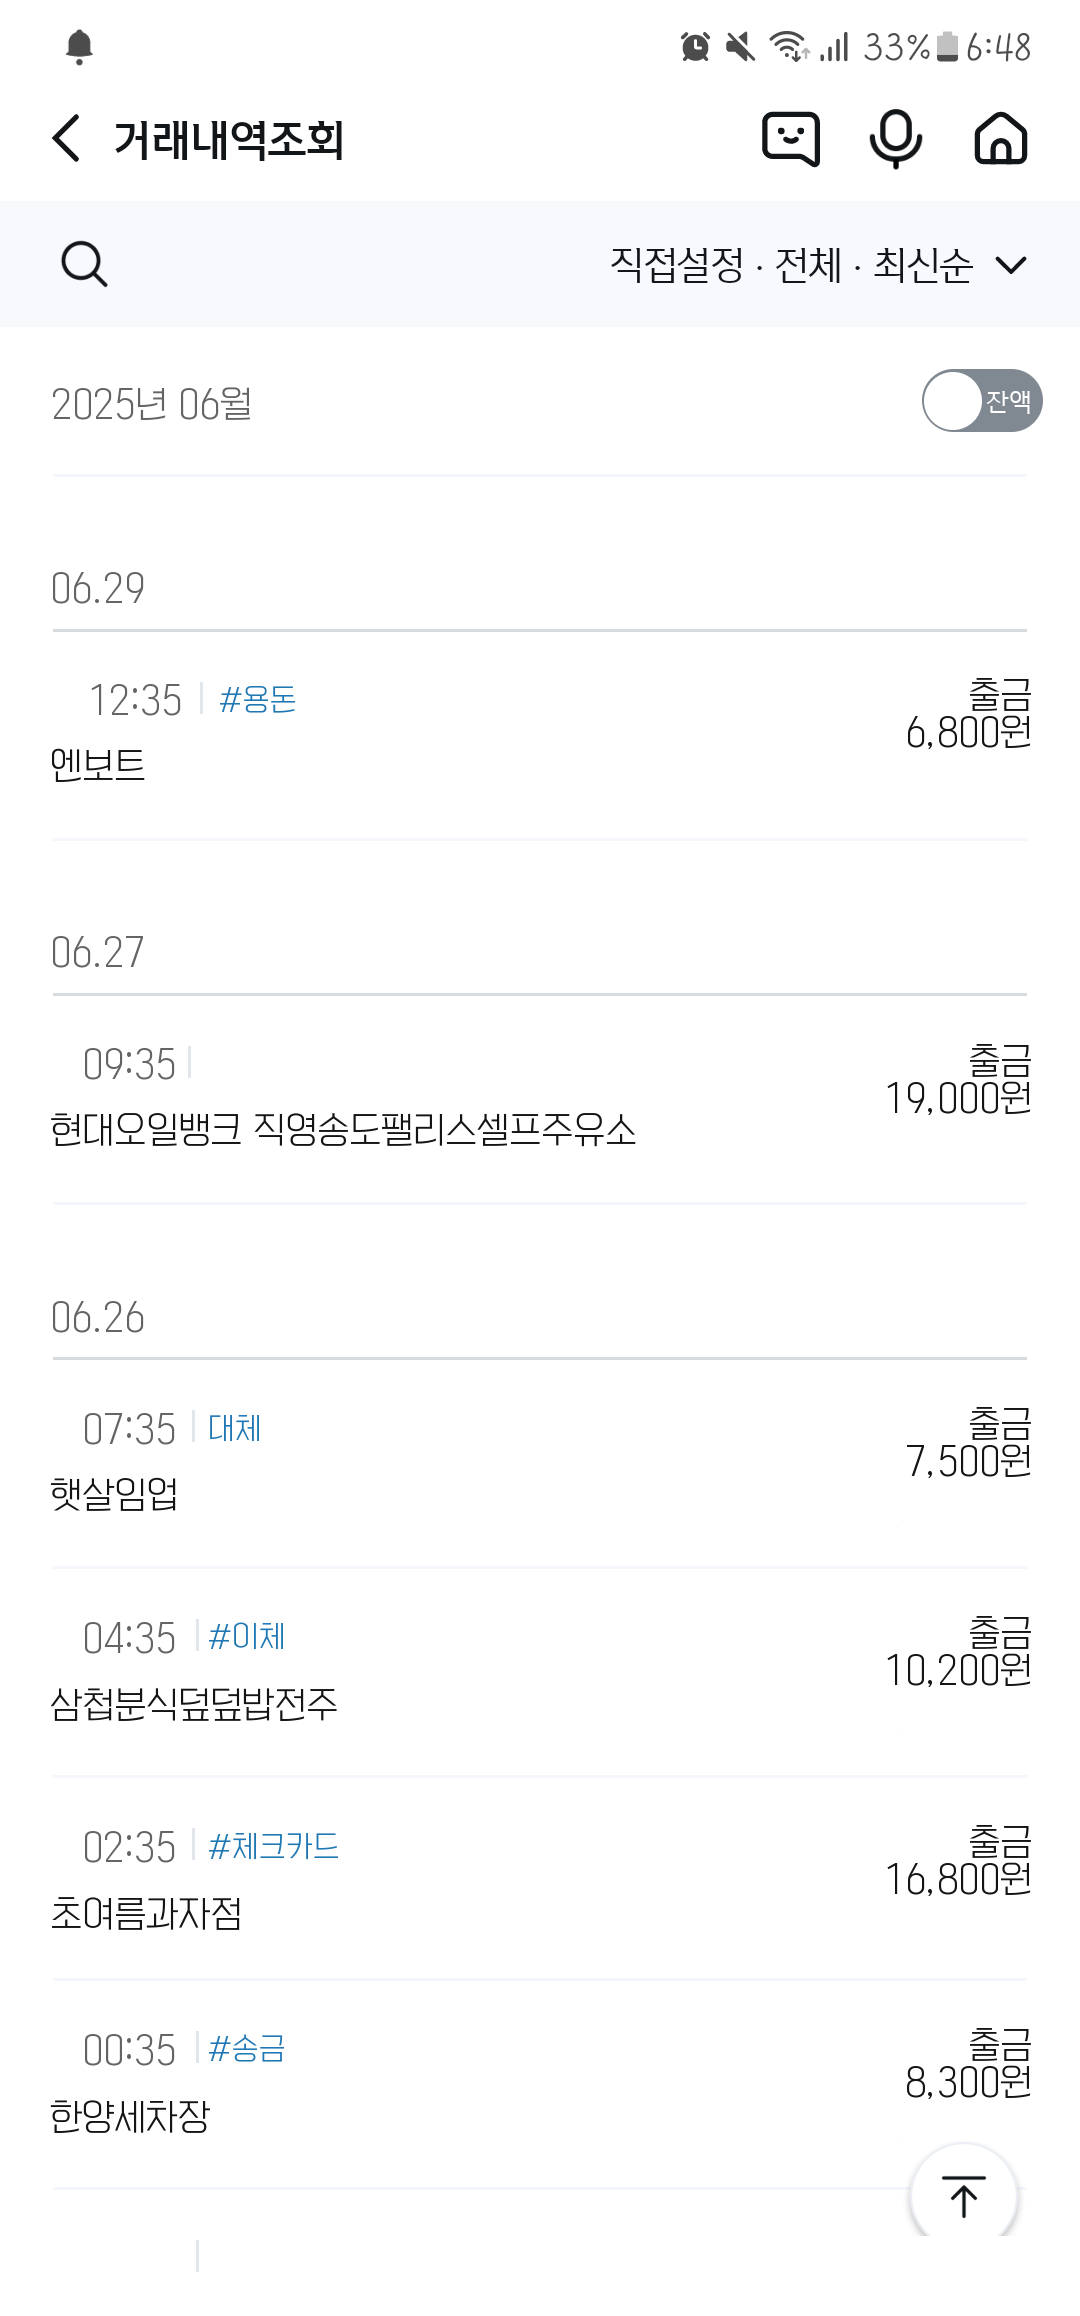 33% 6:48
거래내역조회
직접설정 · 전체 · 최신순
2025년 06월
잔액
06.29
12:35 #용돈
출금
6,800원
엔보트
06.27
09:35
출금
19,000원
현대오일뱅크 직영송도팰리스셀프주유소
06.26
07:35 대체
출금
7,500원
햇살임업
04:35 #이체
출금
10,200원
삼첩분식덮덮밥전주
02:35 #체크카드
출금
16,800원
초여름과자점
00:35 #송금
출금
8,300원
한양세차장